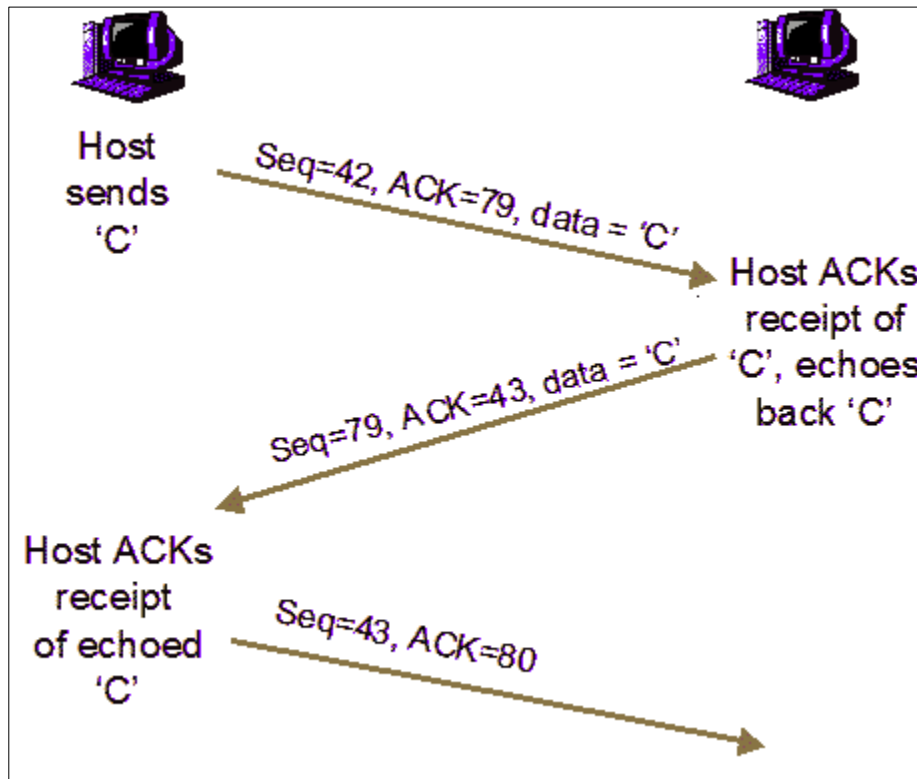 Host
sends
‘C’
Seq=42, ACK=79, data = ‘C’
Host ACKs
receipt of
‘C’, echoes
back ‘C’
Seq=79, ACK=43, data = ‘C’
Host ACKs
receipt
of echoed
‘C’
Seq=43, ACK=80